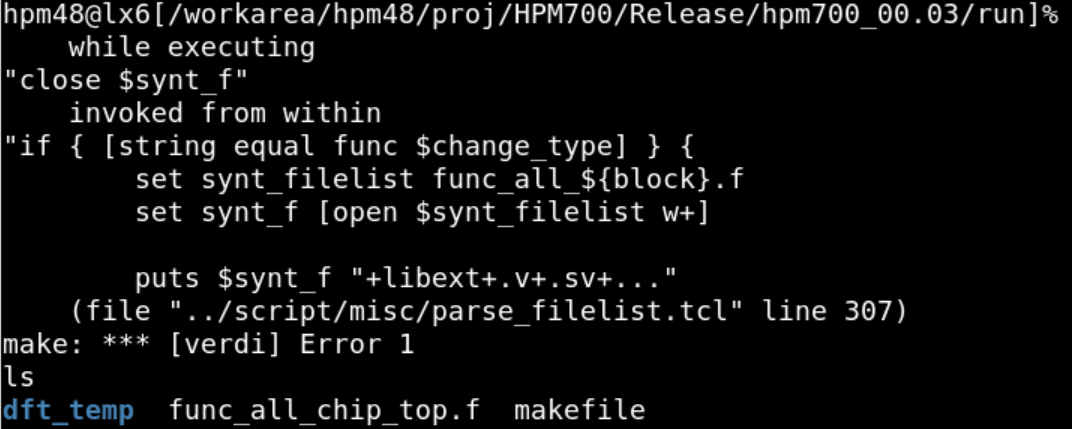 hpm48@lx6[/workarea/hpm48/proj/HPM700/Release/hpm700_00.03/run]%
    while executing
"close $synt_f"
    invoked from within
"if { [string equal func $change_type] } {
        set synt_filelist func_all_${block}.f
        set synt_f [open $synt_filelist w+]

        puts $synt_f "+libext+.v+.sv+..."
    (file "../script/misc/parse_filelist.tcl" line 307)
make: *** [verdi] Error 1
ls
dft_temp  func_all_chip_top.f  makefile